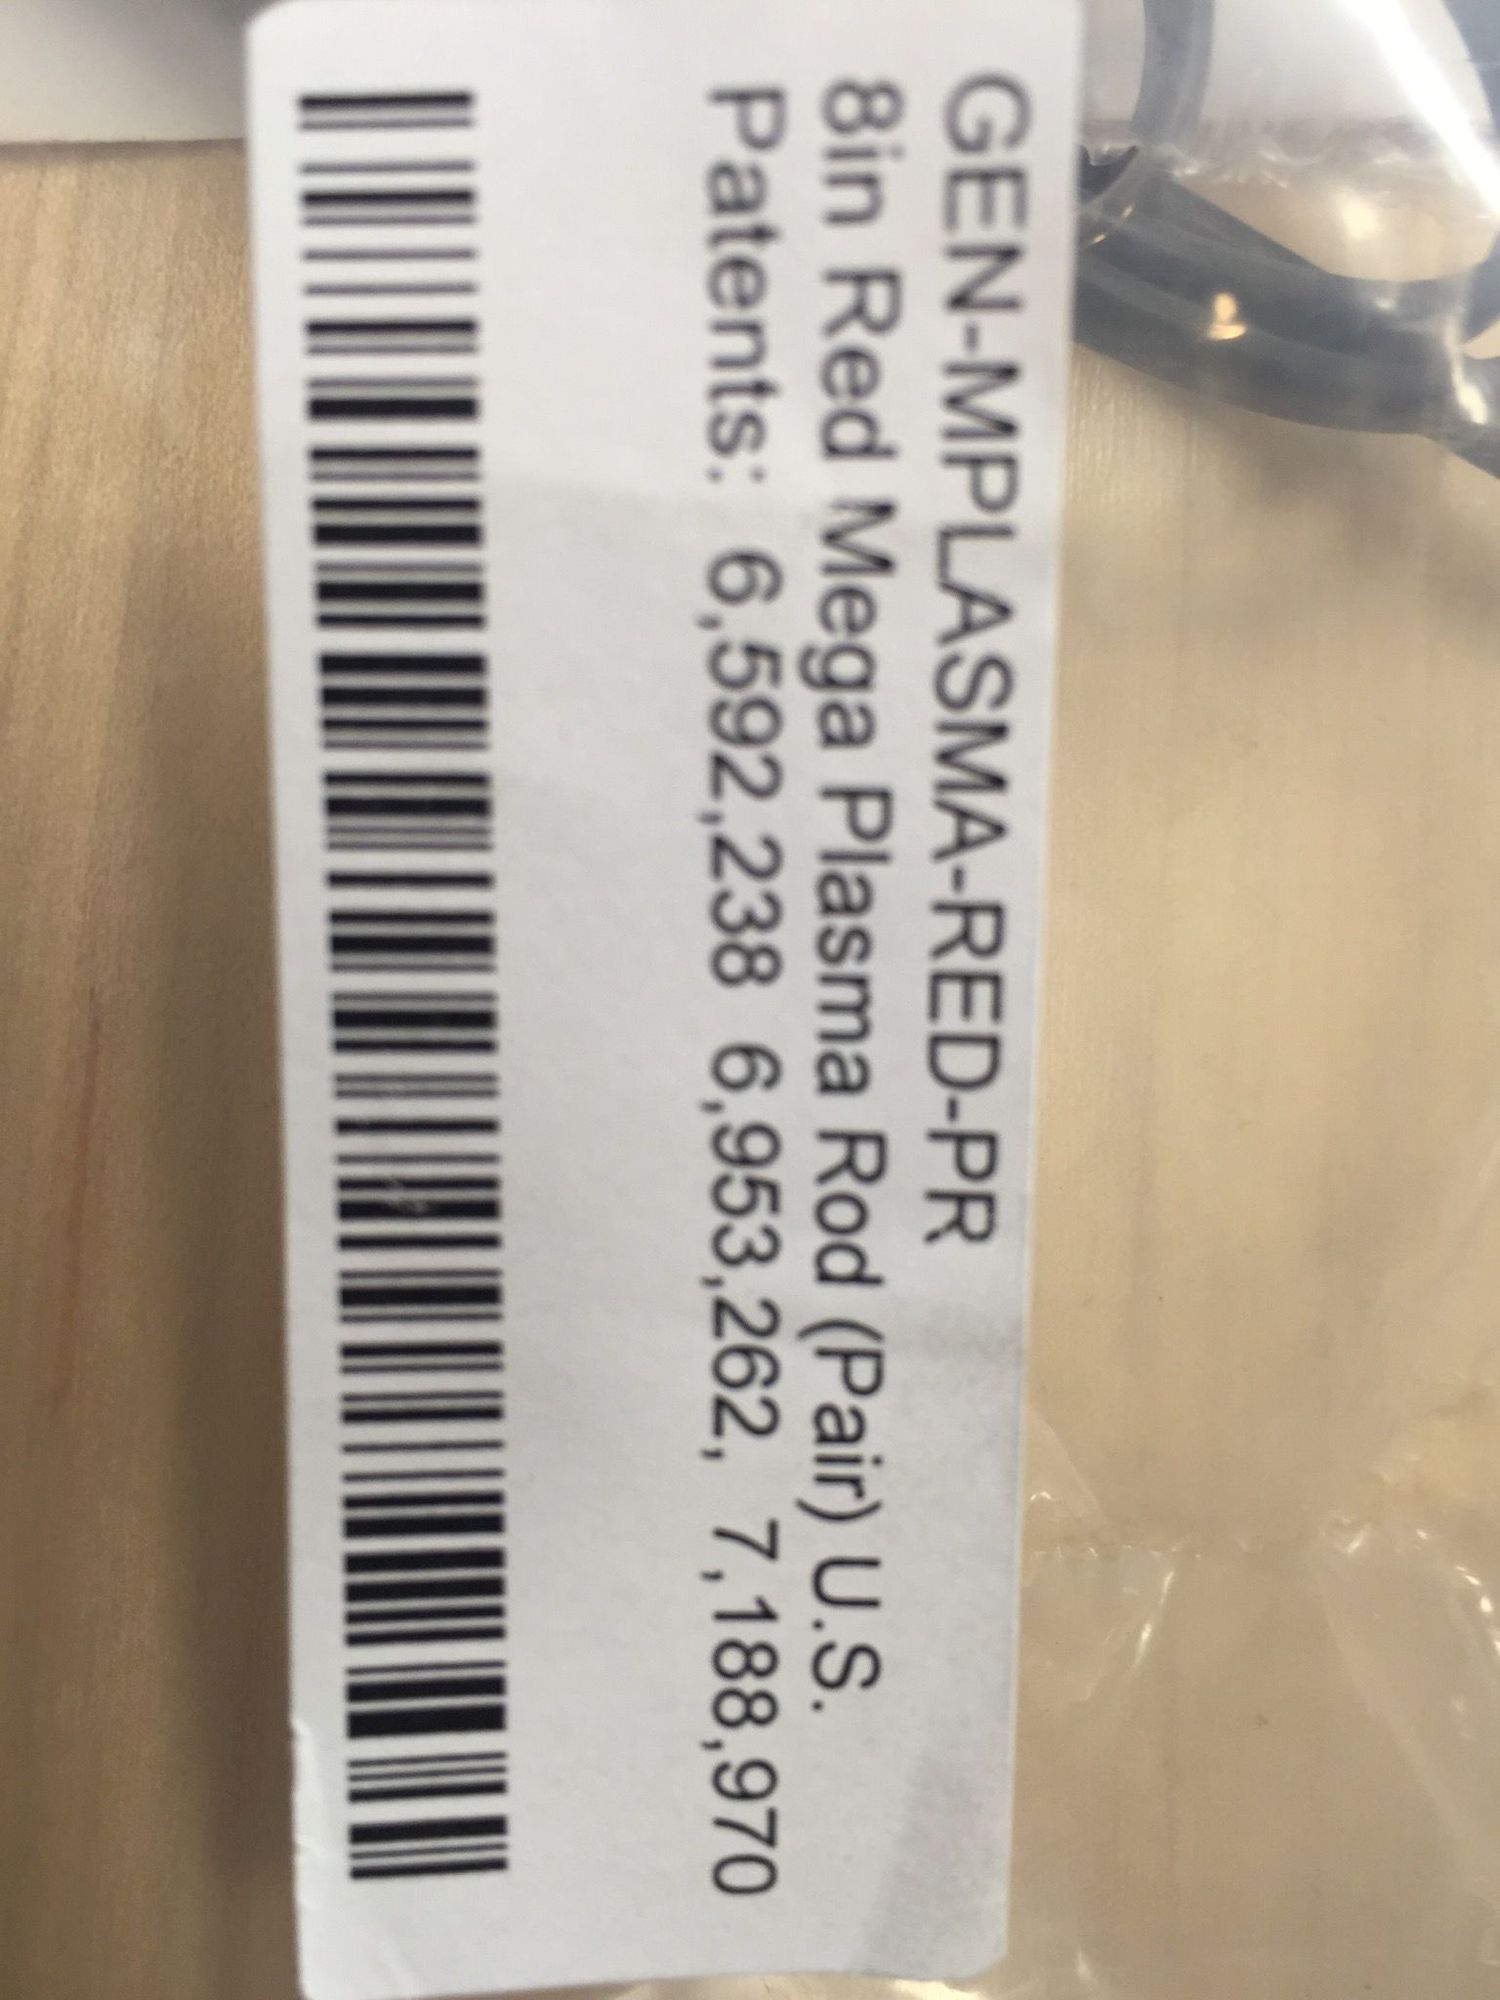 GEN-MPLASMA-RED-PR
8in Red Mega Plasma Rod (Pair) U.S.
Patents: 6,592,238 6,953,262, 7,188,970